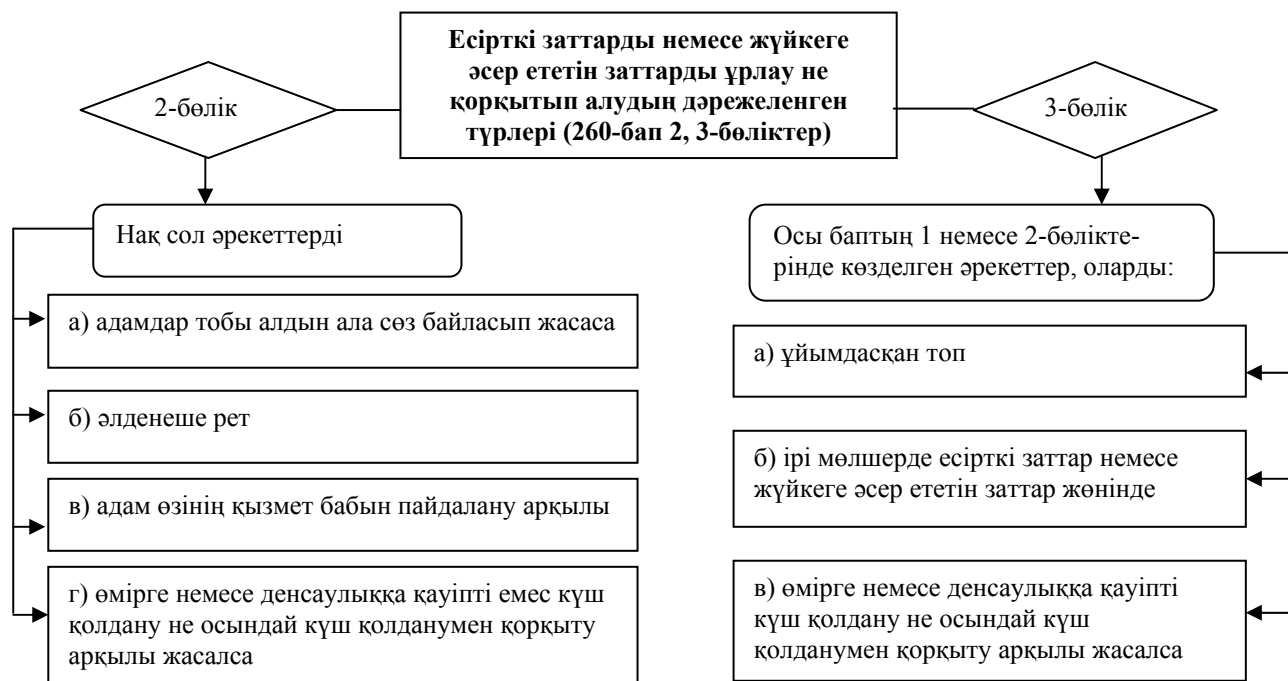 Есірткі заттарды немесе жүйкеге
әсер ететін заттарды ұрлау не
қорқытып алудың дәрежеленген
түрлері (260-бап 2, 3-бөліктер)
2-бөлік
3-бөлік
Нақ сол әрекеттерді
а) адамдар тобы алдын ала сөз байласып жасаса
б) әлденеше рет
в) адам өзінің қызмет бабын пайдалану арқылы
г) өмірге немесе денсаулыққа қауіпті емес күш
қолдану не осындай күш қолданумен қорқыту
арқылы жасалса
Осы баптың 1 немесе 2-бөлікте-
рінде көзделген әрекеттер, оларды:
а) ұйымдасқан топ
б) ірі мөлшерде есірткі заттар немесе
жүйкеге әсер ететін заттар жөнінде
в) өмірге немесе денсаулыққа қауіпті
күш қолдану не осындай күш
қолданумен қорқыту арқылы жасалса